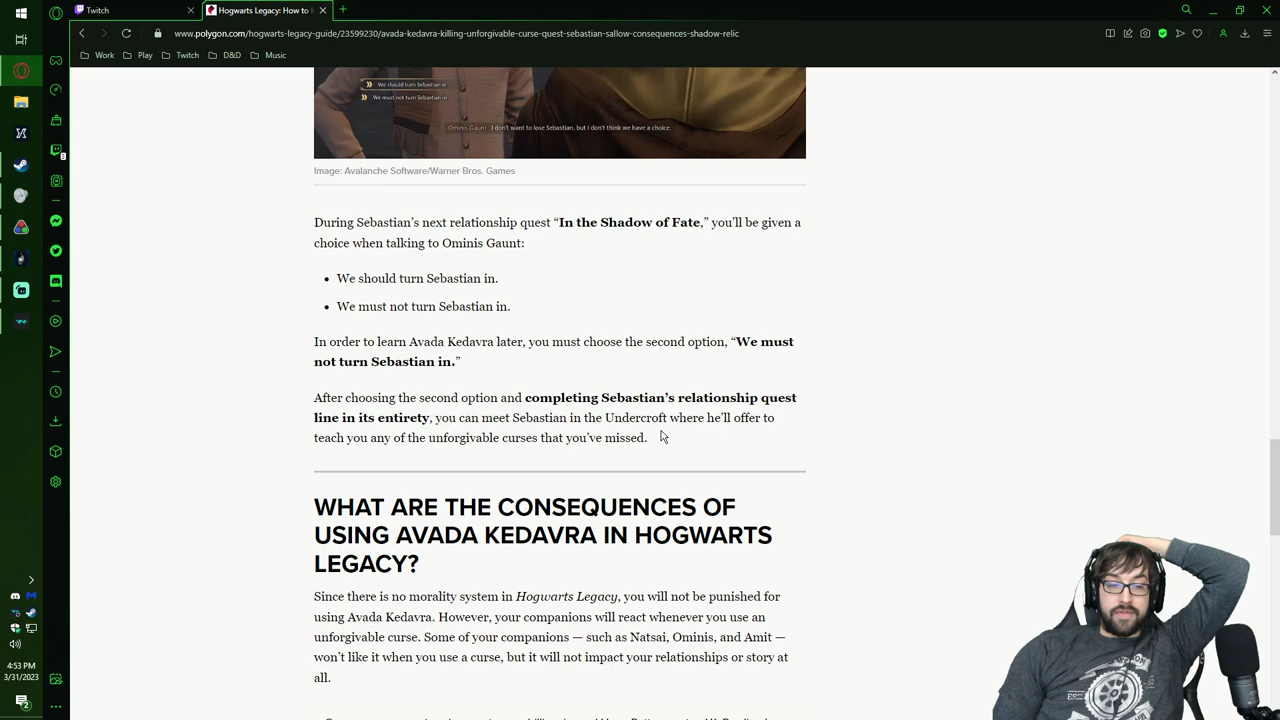 Twitch
Hogwarts Legacy: How to
www.polygon.com/hogwarts-legacy-guide/23599230/avada-kedavra-killing-unforgivable-curse-quest-sebastian-sallow-consequences-shadow-relic
Work
Play
Twitch
D&D
Music
We should turn Sebastian in.
We must not turn Sebastian in.
Ominis Gaunt: I don't want to lose Sebastian, but I don't think we have a choice.
Image: Avalanche Software/Warner Bros. Games
During Sebastian’s next relationship quest “In the Shadow of Fate,” you’ll be given a
choice when talking to Ominis Gaunt:
• We should turn Sebastian in.
• We must not turn Sebastian in.
In order to learn Avada Kedavra later, you must choose the second option, “We must
not turn Sebastian in.”
After choosing the second option and completing Sebastian’s relationship quest
line in its entirety, you can meet Sebastian in the Undercroft where he’ll offer to
teach you any of the unforgivable curses that you’ve missed.
WHAT ARE THE CONSEQUENCES OF
USING AVADA KEDAVRA IN HOGWARTS
LEGACY?
Since there is no morality system in Hogwarts Legacy, you will not be punished for
using Avada Kedavra. However, your companions will react whenever you use an
unforgivable curse. Some of your companions — such as Natsai, Ominis, and Amit —
won’t like it when you use a curse, but it will not impact your relationships or story at
all.
4:53 PM
3/31/2023
2